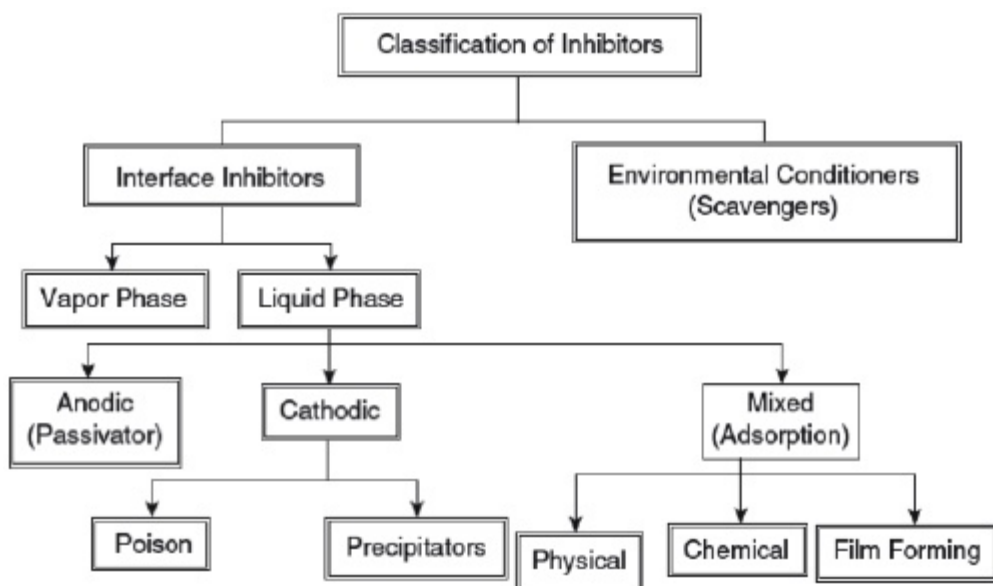 Classification of Inhibitors
Interface Inhibitors
Environmental Conditioners
(Scavengers)
Vapor Phase
Liquid Phase
Anodic
(Passivator)
Cathodic
Mixed
(Adsorption)
Poison
Precipitators
Physical
Chemical
Film Forming